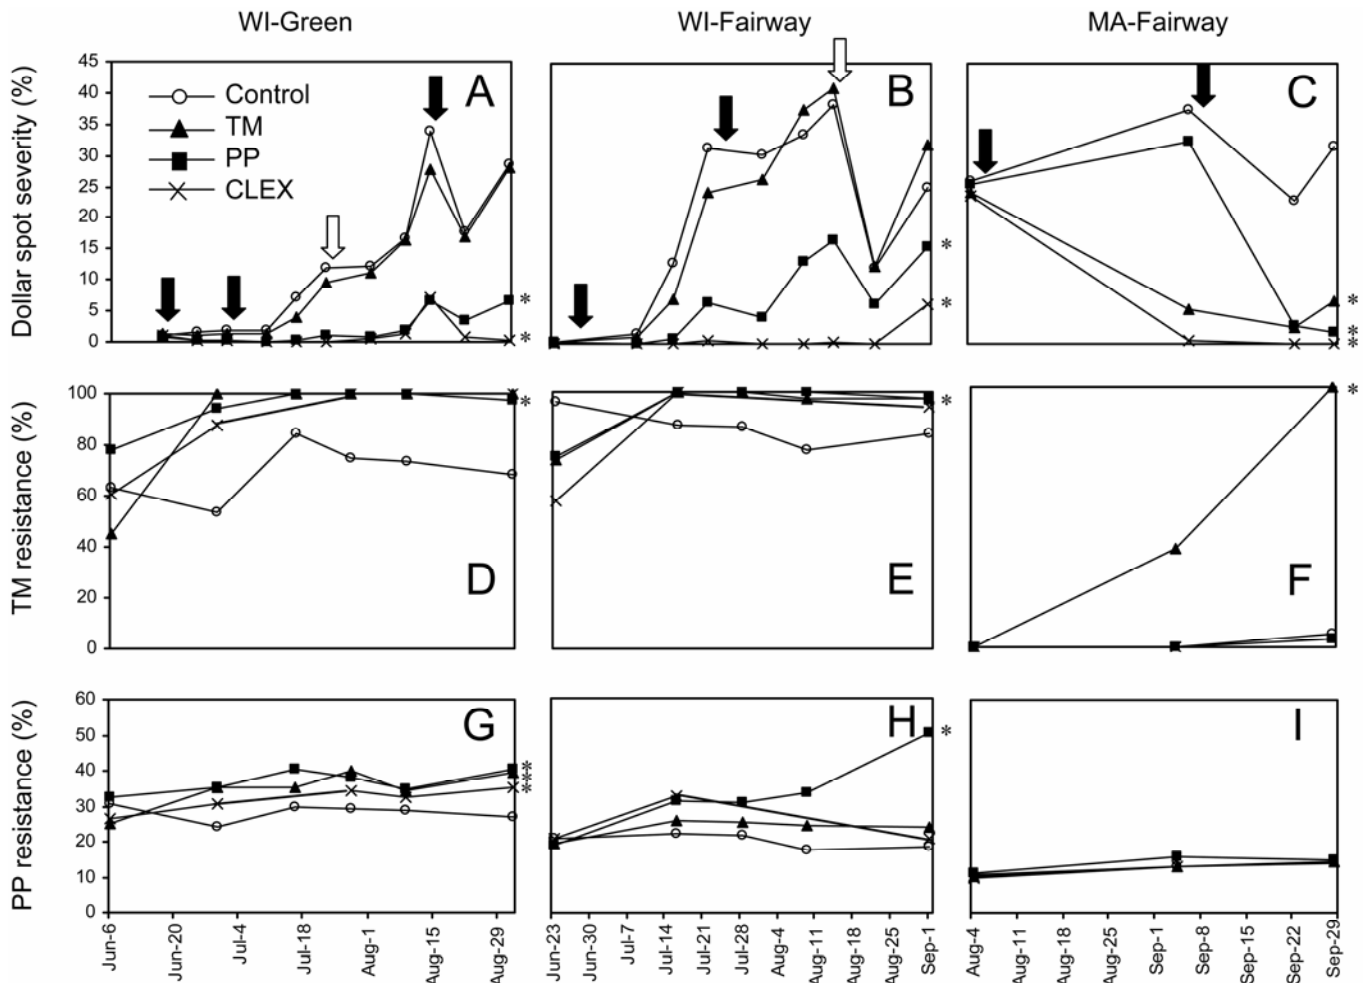 WI-Green WI-Fairway MA-Fairway
Dollar spot severity (%)
45
40
35
30
25
20
15
10
5
0
Control
TM
PP
CLEX
A
*
*
B
*
*
C
*
*
*
TM resistance (%)
100
80
60
40
20
0
D
*
E
*
F
*
PP resistance (%)
60
50
40
30
20
10
0
G
*
*
*
H
*
I
Jun-6
Jun-20
Jul-4
Jul-18
Aug-1
Aug-15
Aug-29
Jun-23
Jun-30
Jul-7
Jul-14
Jul-21
Jul-28
Aug-4
Aug-11
Aug-18
Aug-25
Sep-1
Aug-4
Aug-11
Aug-18
Aug-25
Sep-1
Sep-8
Sep-15
Sep-22
Sep-29